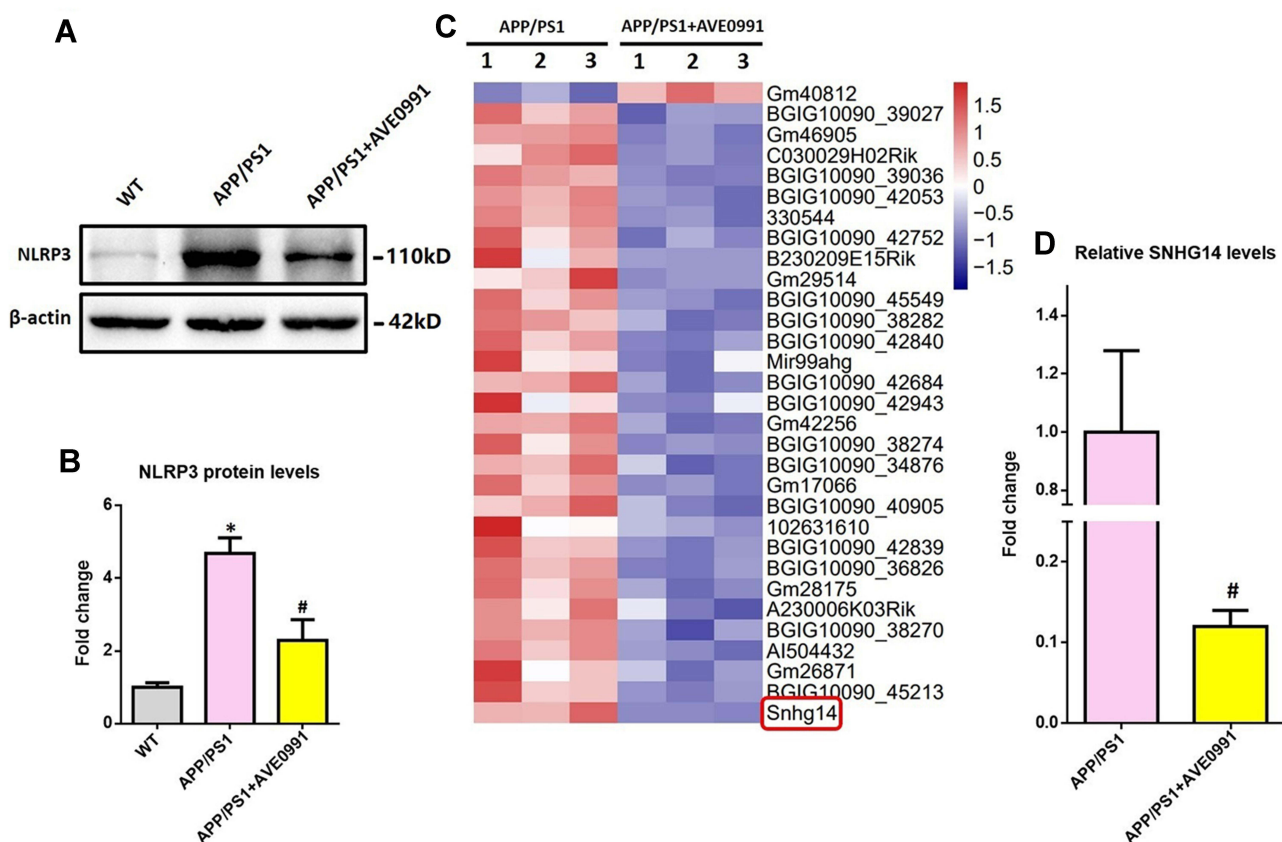 A
WT
APP/PS1
APP/PS1+AVE0991
NLRP3
-110kD
β-actin
-42kD
B
NLRP3 protein levels
Fold change
6
4
2
0
*
#
WT
APP/PS1
APP/PS1+AVE0991
C
APP/PS1
APP/PS1+AVE0991
1 2 3 1 2 3
Gm40812
BGIG10090_39027
Gm46905
C030029H02Rik
BGIG10090_39036
BGIG10090_42053
330544
BGIG10090_42752
B230209E15Rik
Gm29514
BGIG10090_45549
BGIG10090_38282
BGIG10090_42840
Mir99ahg
BGIG10090_42684
BGIG10090_42943
Gm42256
BGIG10090_38274
BGIG10090_34876
Gm17066
BGIG10090_40905
102631610
BGIG10090_42839
BGIG10090_36826
Gm28175
A230006K03Rik
BGIG10090_38270
AI504432
Gm26871
BGIG10090_45213
Snhg14
1.5
1
0.5
0
−0.5
−1
−1.5
D
Relative SNHG14 levels
Fold change
1.4
1.2
1.0
0.8
0.2
0.1
0.0
#
APP/PS1
APP/PS1+AVE0991